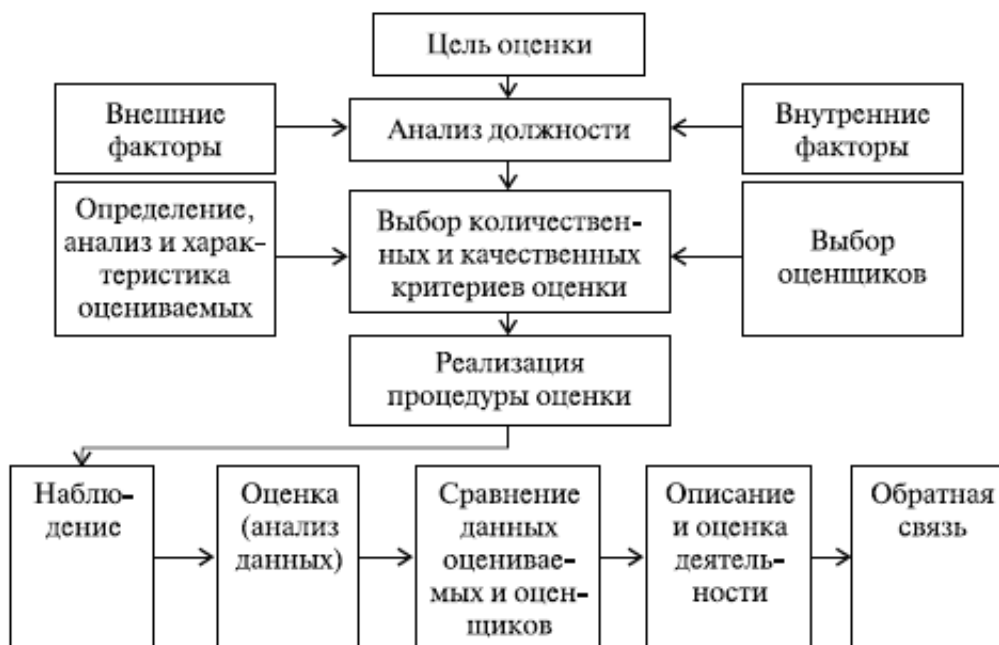 Цель оценки
Внешние
факторы
Анализ должности
Внутренние
факторы
Определение,
анализ и харак-
теристика
оцениваемых
Выбор количествен-
ных и качественных
критериев оценки
Выбор
оценщиков
Реализация
процедуры оценки
Наблю-
дение
Оценка
(анализ
данных)
Сравнение
данных
оценивае-
мых и оцен-
щиков
Описание
и оценка
деятель-
ности
Обратная
связь